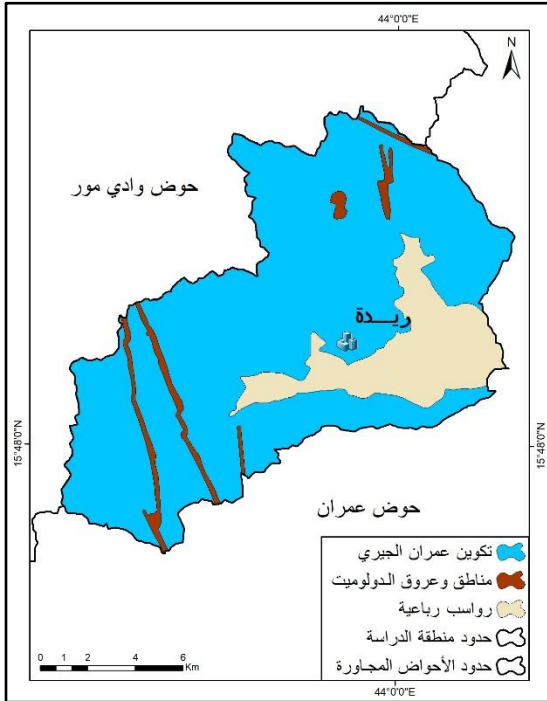 44°0'0"E
N
حوض وادي مور
ريـــدة
15°48'0"N
15°48'0"N
حوض عمران
تكوين عمران الجيري
مناطق وعروق الدولوميت
رواسب رباعية
حدود منطقة الدراسة
حدود الأحواض المجاورة
0 1 2 4 6
Km
44°0'0"E